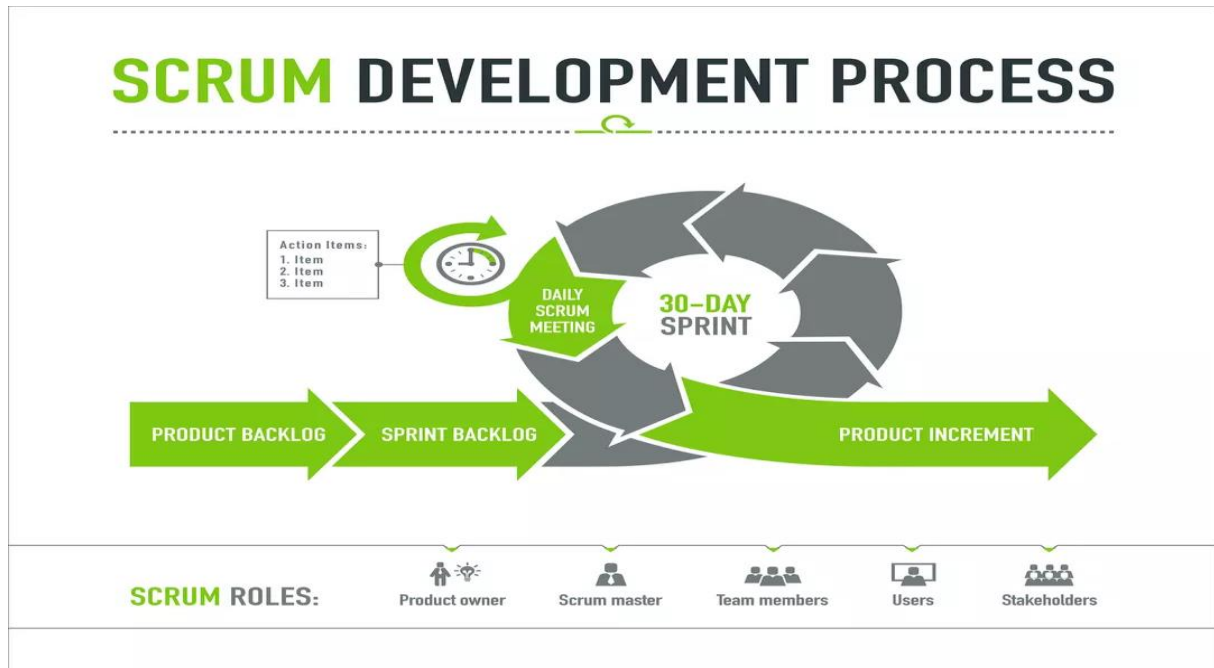 SCRUM DEVELOPMENT PROCESS
Action Items:
1. Item
2. Item
3. Item
DAILY
SCRUM
MEETING
30-DAY
SPRINT
PRODUCT BACKLOG
SPRINT BACKLOG
PRODUCT INCREMENT
SCRUM ROLES:
Product owner
Scrum master
Team members
Users
Stakeholders